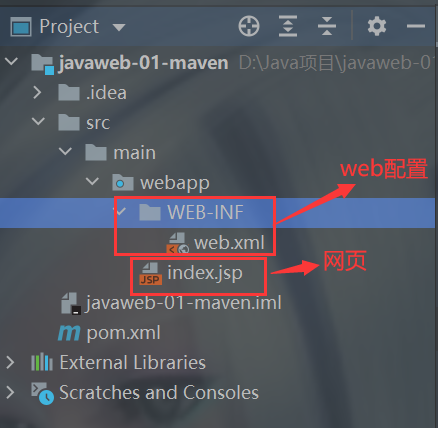 Project
javaweb-01-maven D:\Java项目\javaweb-0
.idea
src
main
web配置
webapp
WEB-INF
web.xml
网页
JSP index.jsp
javaweb-01-maven.iml
m pom.xml
External Libraries
Scratches and Consoles